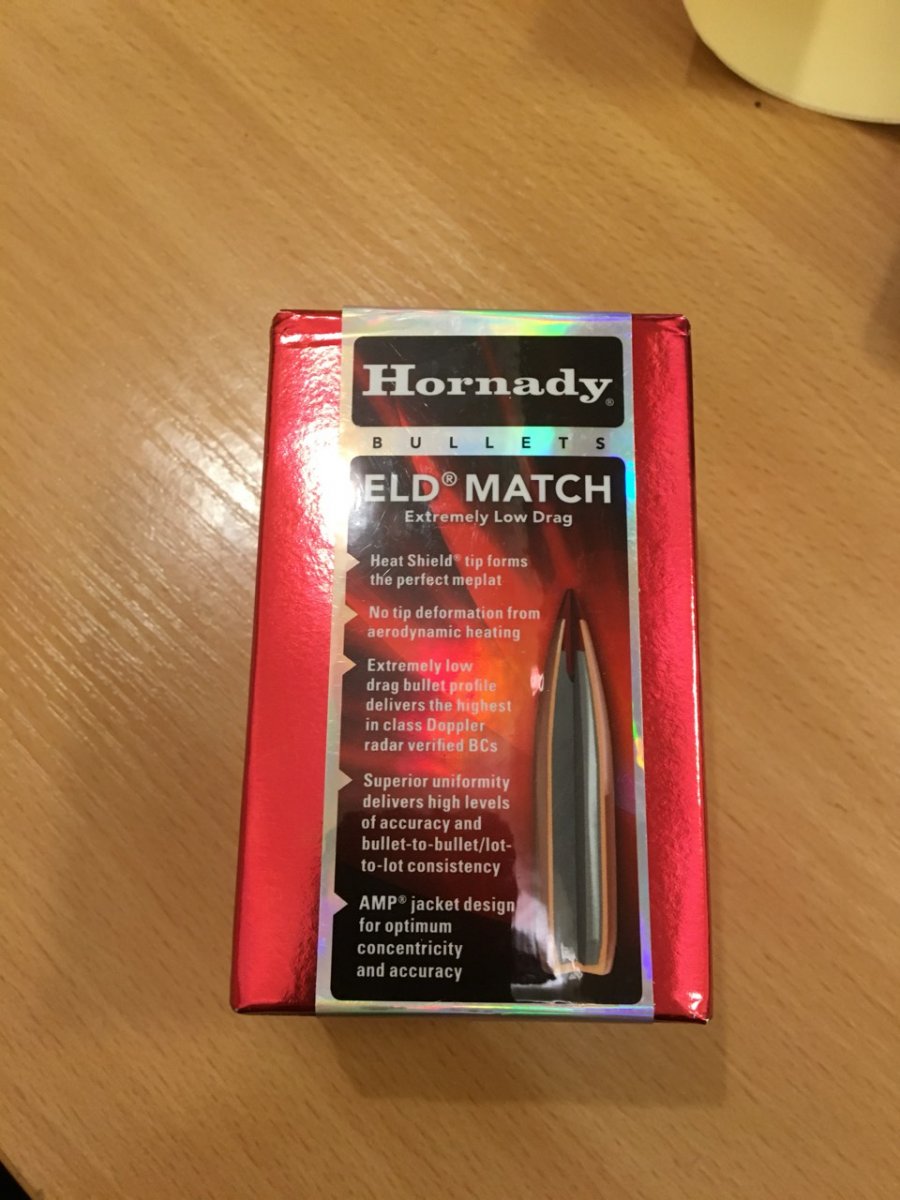 Hornady®
BULLETS
ELD® MATCH
Extremely Low Drag
Heat Shield® tip forms
the perfect meplat
No tip deformation from
aerodynamic heating
Extremely low
drag bullet profile
delivers the highest
in class Doppler
radar verified BCs
Superior uniformity
delivers high levels
of accuracy and
bullet-to-bullet/lot-
to-lot consistency
AMP® jacket design
for optimum
concentricity
and accuracy